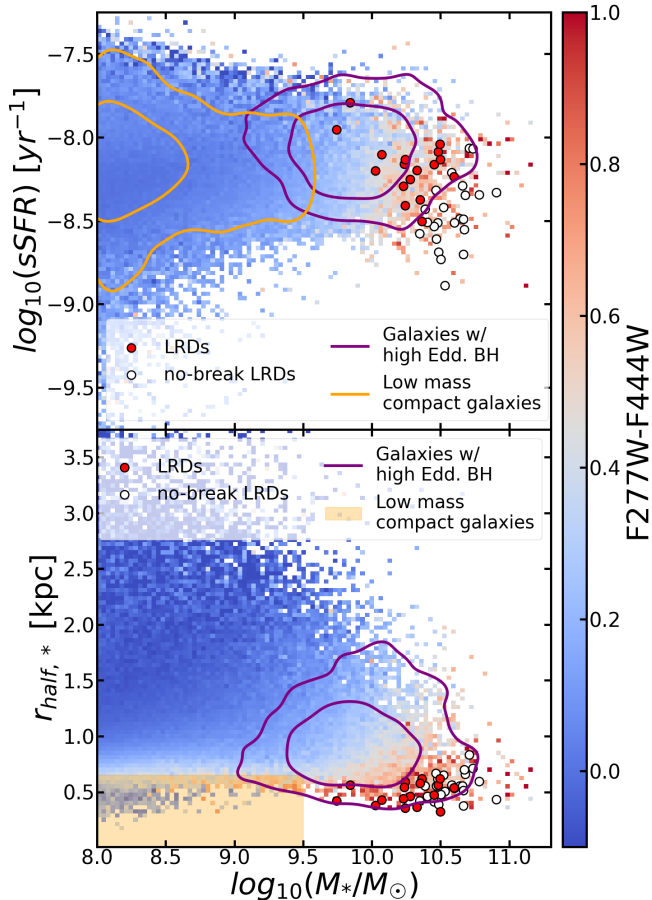 −7.5
−8.0
−8.5
−9.0
−9.5
log₁₀(sSFR) [yr⁻¹]
LRDs
no-break LRDs
Galaxies w/
high Edd. BH
Low mass
compact galaxies
3.5
3.0
2.5
2.0
1.5
1.0
0.5
r_half,* [kpc]
LRDs
no-break LRDs
Galaxies w/
high Edd. BH
Low mass
compact galaxies
8.0 8.5 9.0 9.5 10.0 10.5 11.0
log₁₀(M*/M⊙)
1.0
0.8
0.6
0.4
0.2
0.0
F277W-F444W